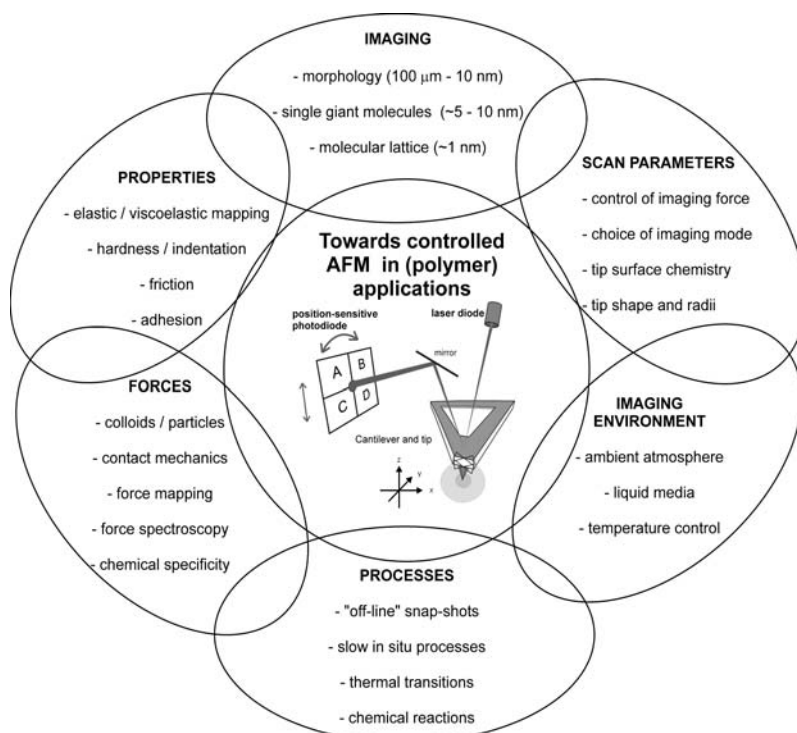 IMAGING
- morphology (100 μm - 10 nm)
- single giant molecules (~5 - 10 nm)
- molecular lattice (~1 nm)
PROPERTIES
- elastic / viscoelastic mapping
- hardness / indentation
- friction
- adhesion
SCAN PARAMETERS
- control of imaging force
- choice of imaging mode
- tip surface chemistry
- tip shape and radii
Towards controlled
AFM in (polymer)
applications
position-sensitive
photodiode
laser diode
mirror
A B
C D
Cantilever and tip
z
y
x
FORCES
- colloids / particles
- contact mechanics
- force mapping
- force spectroscopy
- chemical specificity
IMAGING
ENVIRONMENT
- ambient atmosphere
- liquid media
- temperature control
PROCESSES
- "off-line" snap-shots
- slow in situ processes
- thermal transitions
- chemical reactions